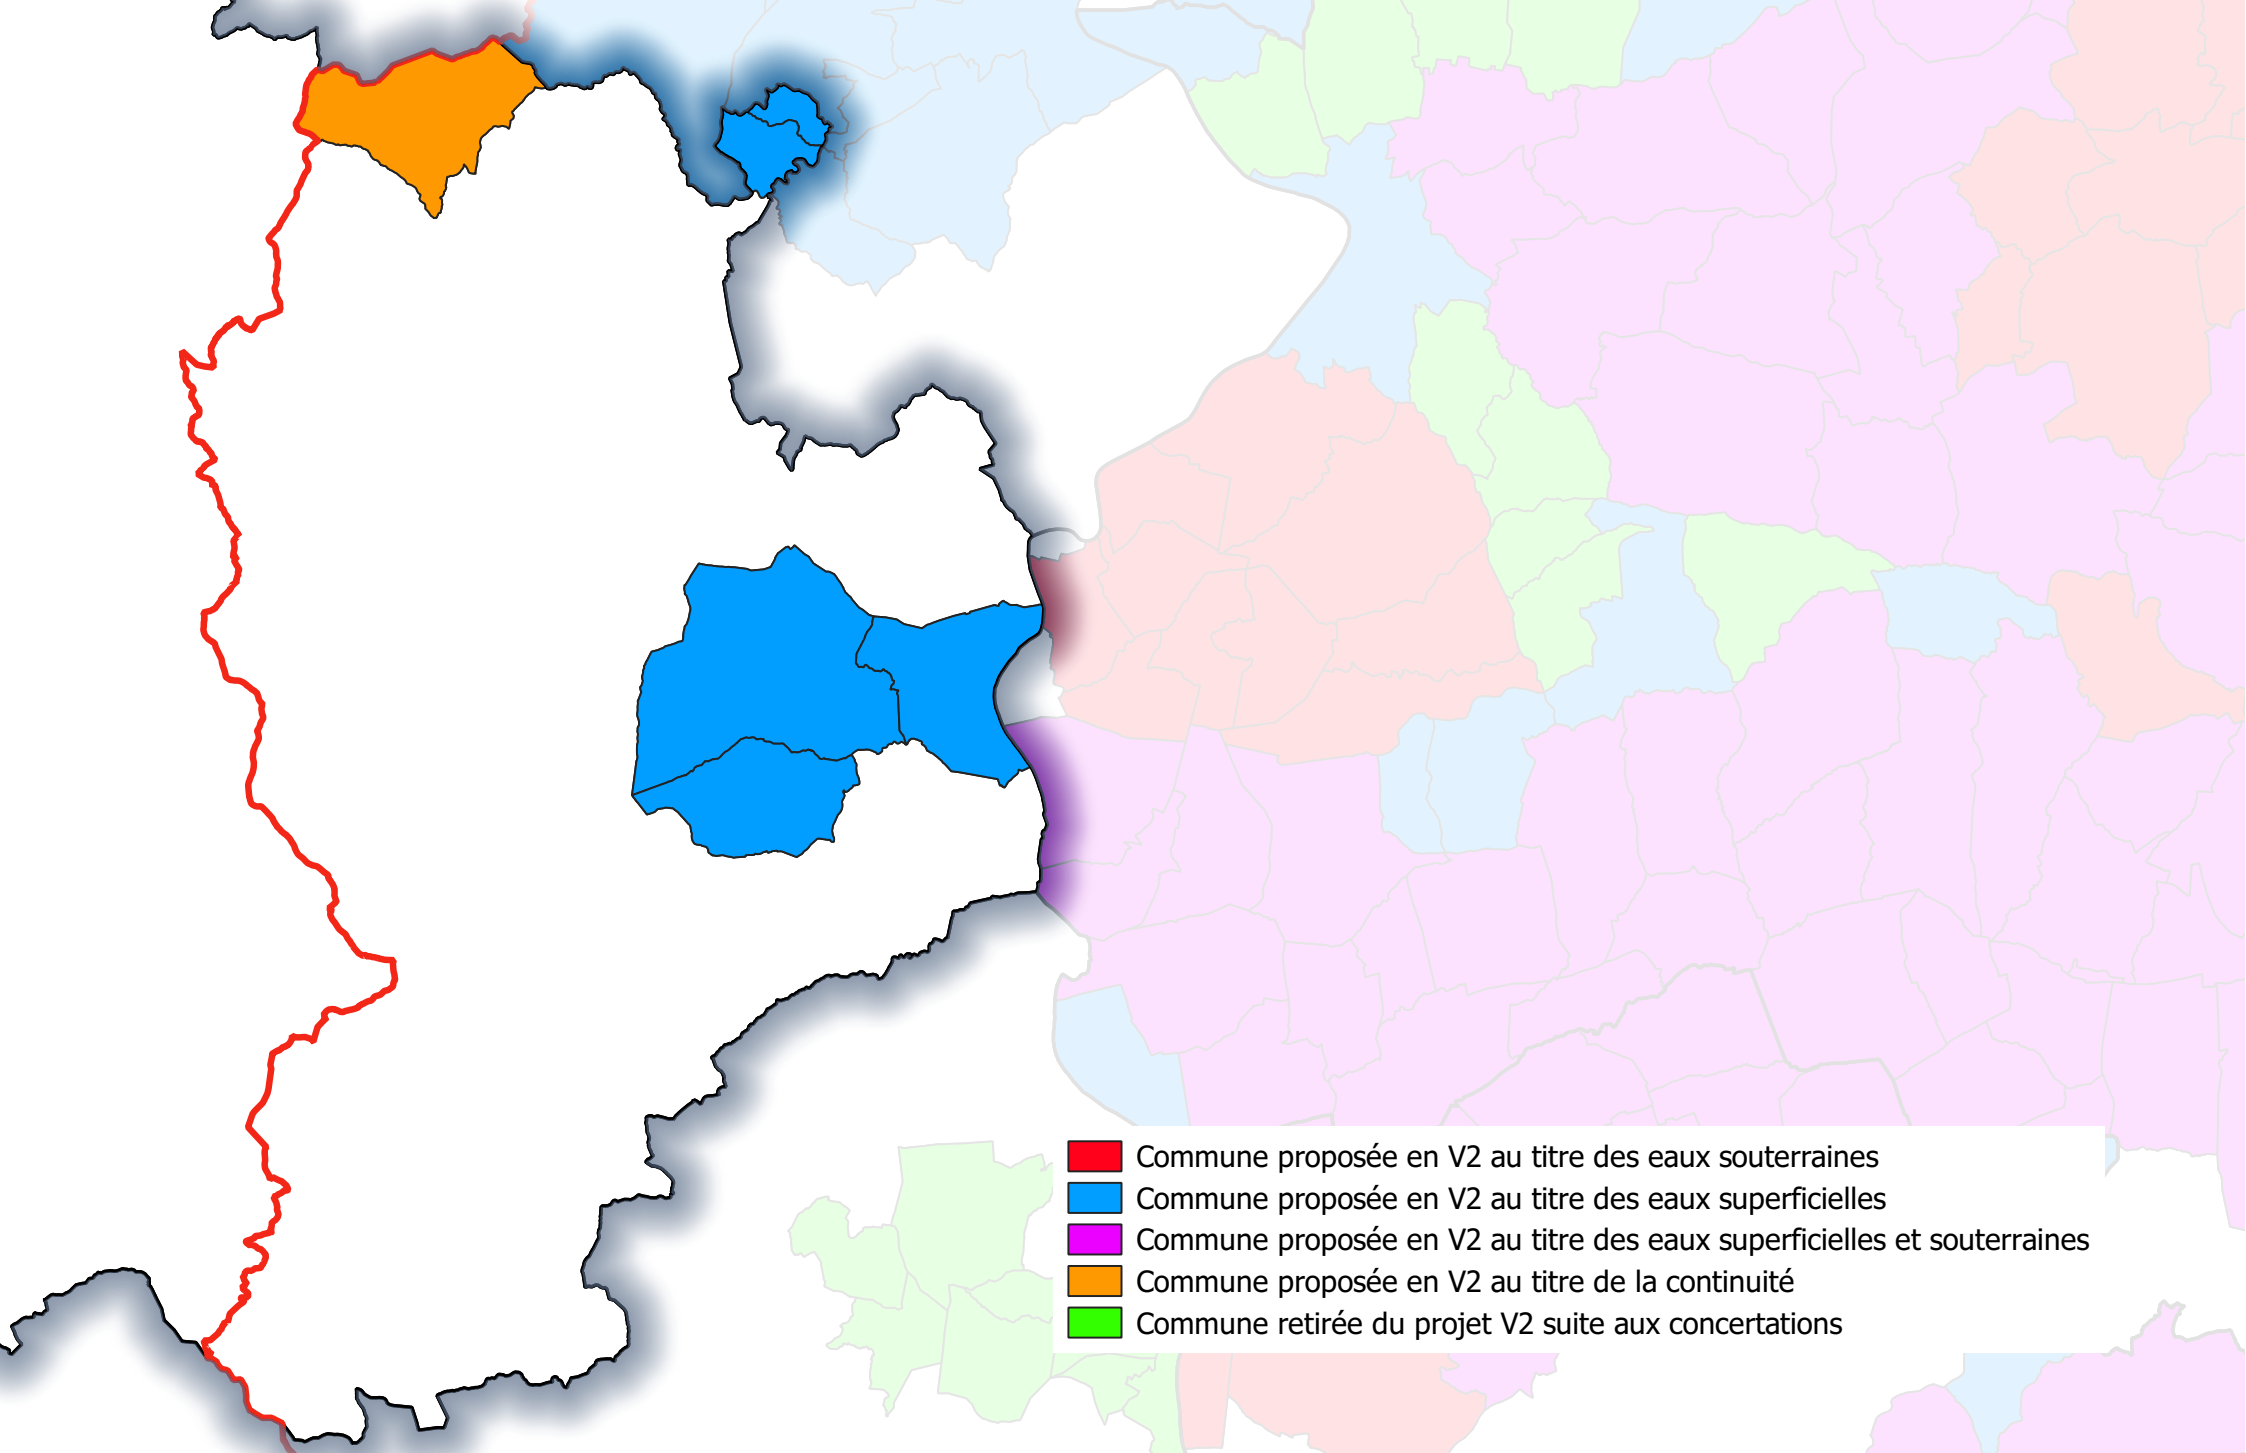 Commune proposée en V2 au titre des eaux souterraines
Commune proposée en V2 au titre des eaux superficielles
Commune proposée en V2 au titre des eaux superficielles et souterraines
Commune proposée en V2 au titre de la continuité
Commune retirée du projet V2 suite aux concertations